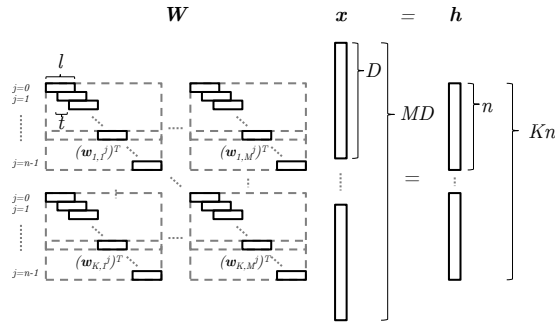 W x = h
l
j=0
j=1
t
D
MD
n
Kn
(w_{1,1}^j)^T
(w_{1,M}^j)^T
j=n-1
=
j=0
j=1
(w_{K,1}^j)^T
(w_{K,M}^j)^T
j=n-1